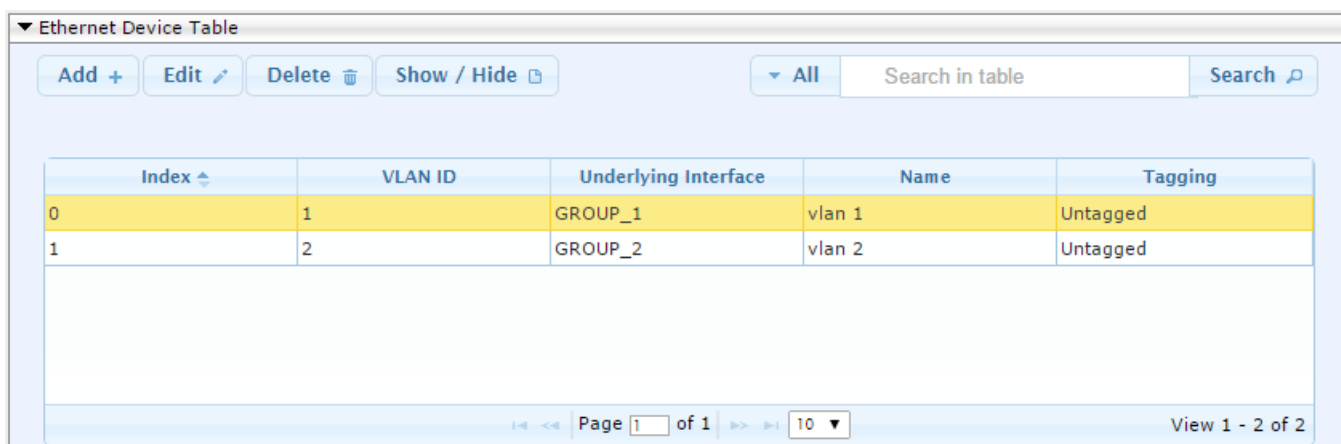 Ethernet Device Table
Add + Edit Delete Show / Hide All Search in table Search
Index VLAN ID Underlying Interface Name Tagging
0 1 GROUP_1 vlan 1 Untagged
1 2 GROUP_2 vlan 2 Untagged
Page 1 of 1 10 View 1 - 2 of 2